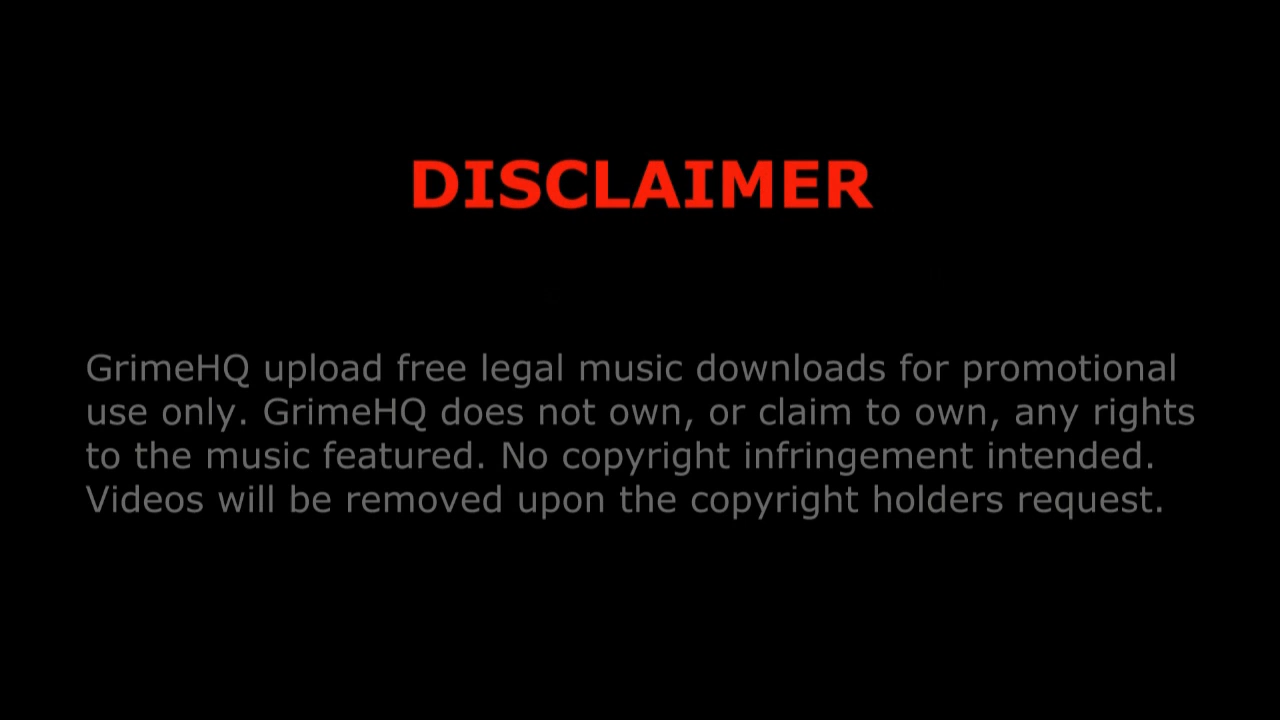 DISCLAIMER
GrimeHQ upload free legal music downloads for promotional
use only. GrimeHQ does not own, or claim to own, any rights
to the music featured. No copyright infringement intended.
Videos will be removed upon the copyright holders request.